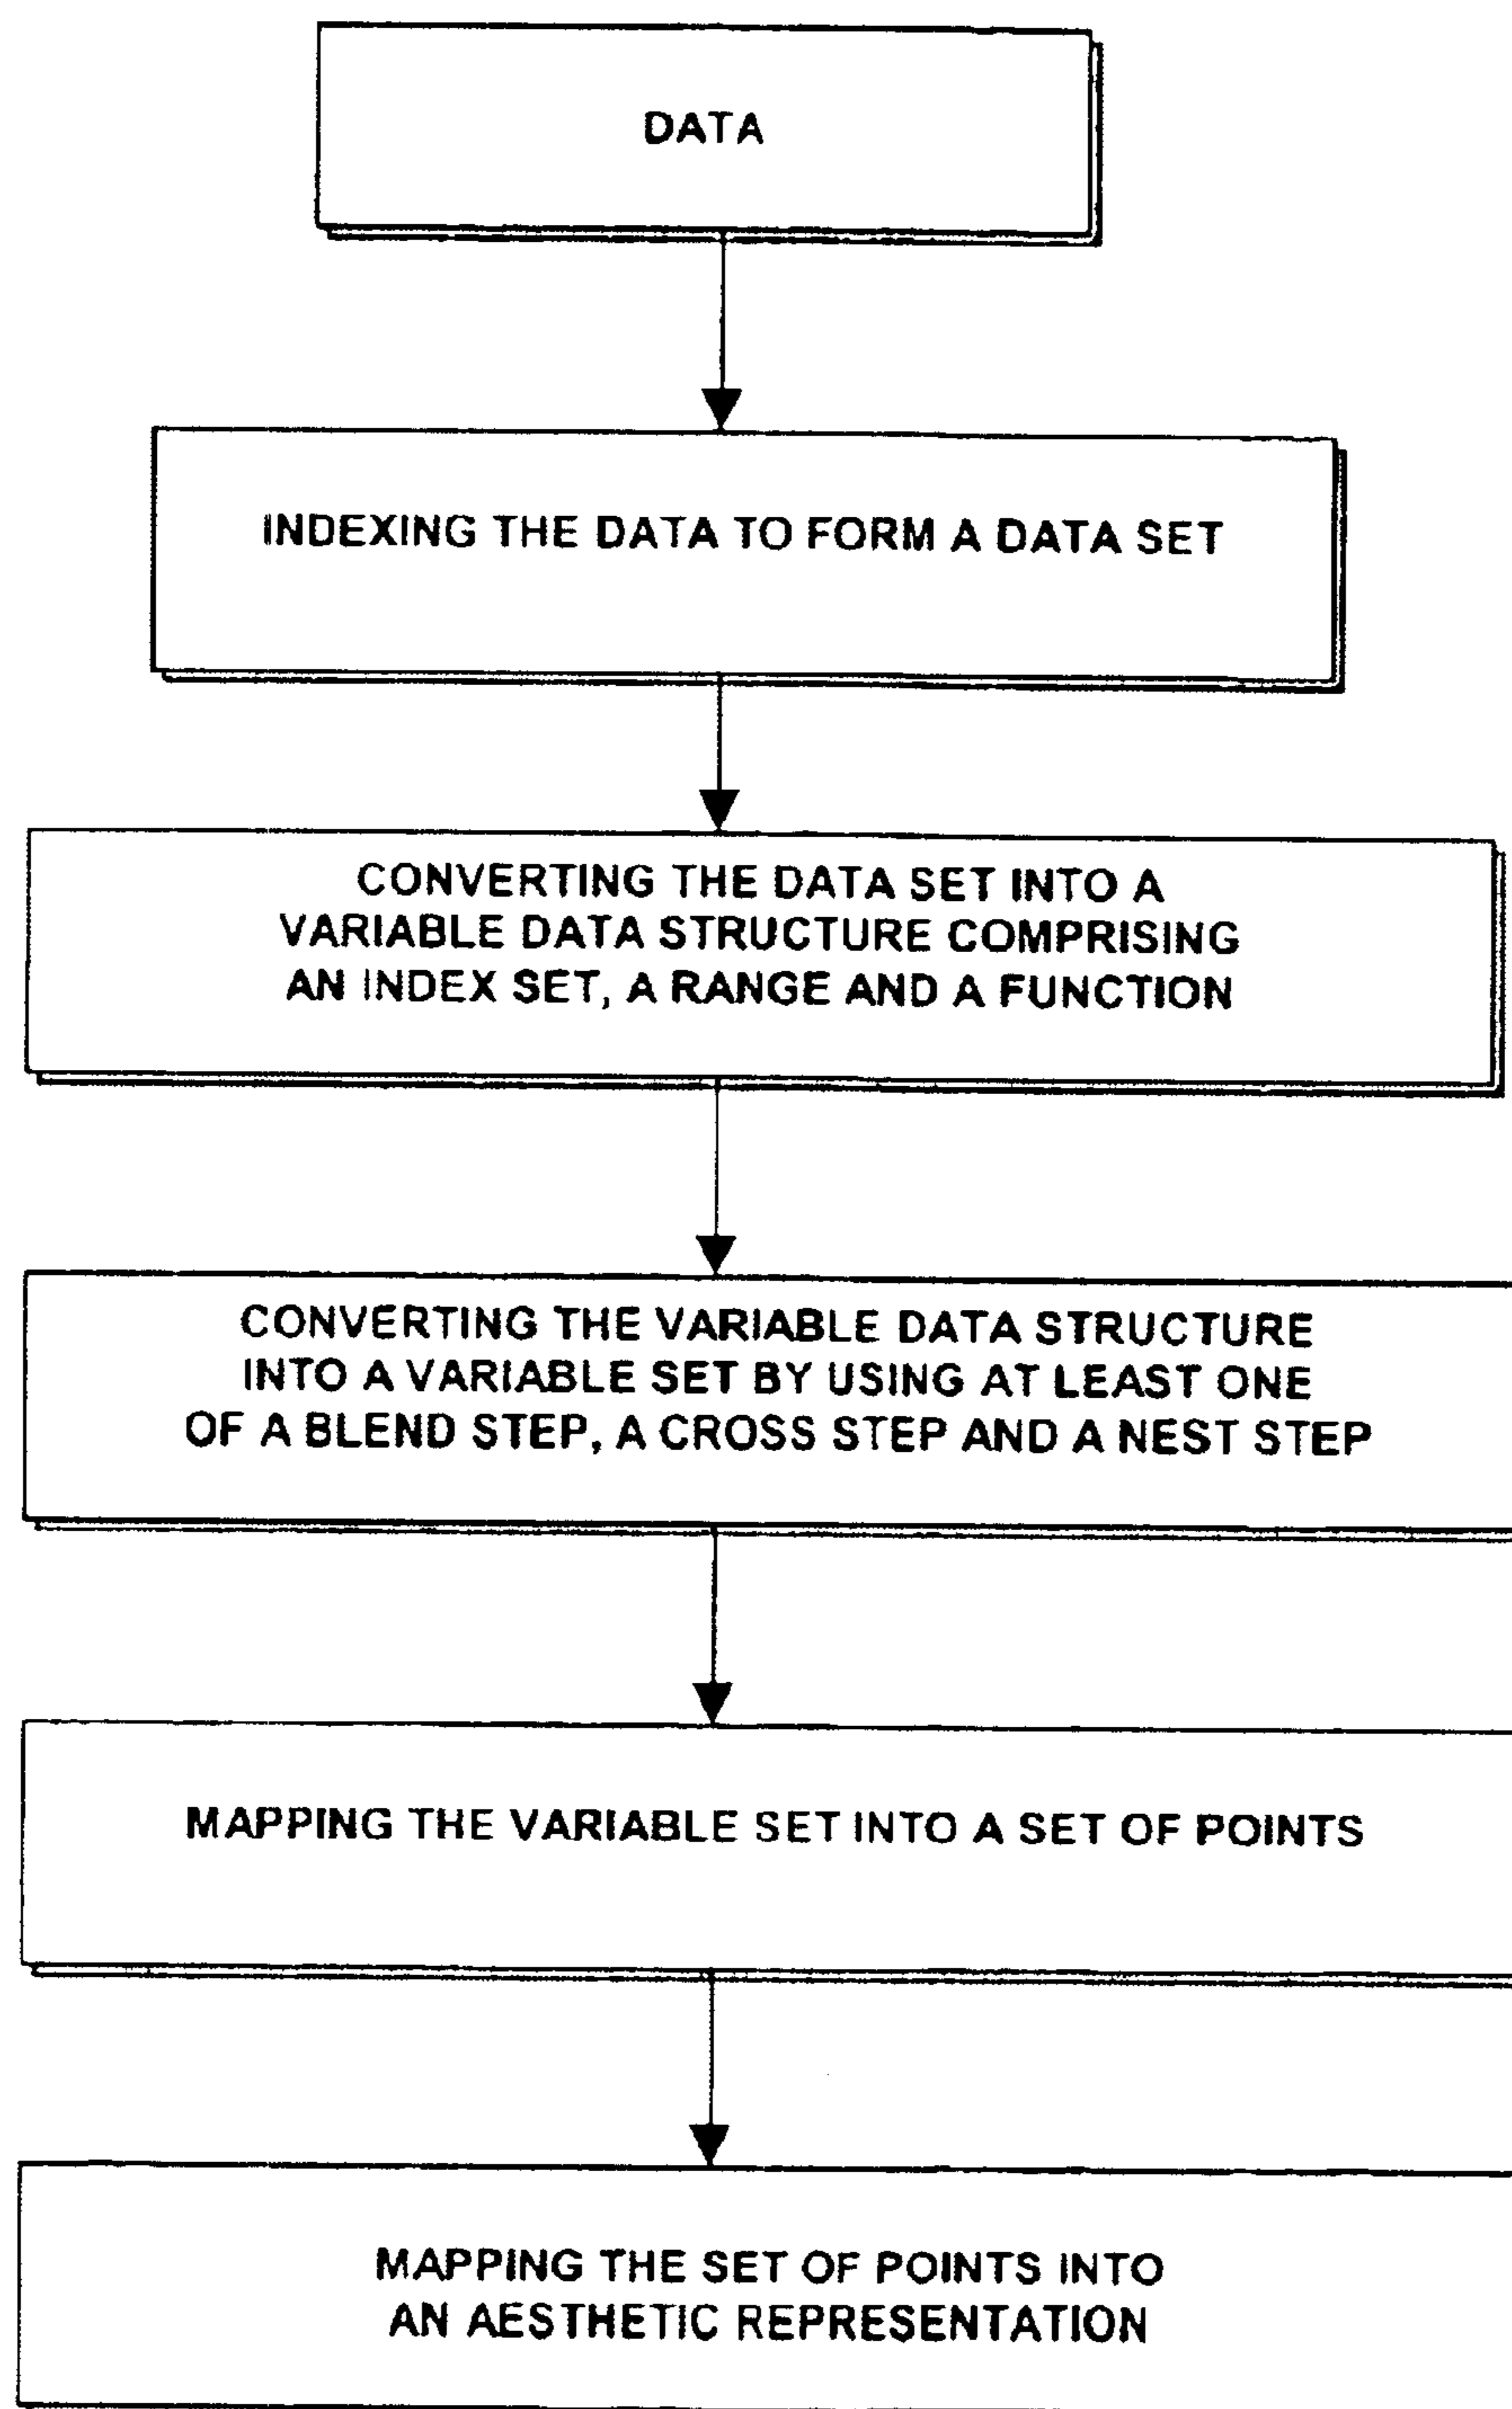 DATA
INDEXING THE DATA TO FORM A DATA SET
CONVERTING THE DATA SET INTO A
VARIABLE DATA STRUCTURE COMPRISING
AN INDEX SET, A RANGE AND A FUNCTION
CONVERTING THE VARIABLE DATA STRUCTURE
INTO A VARIABLE SET BY USING AT LEAST ONE
OF A BLEND STEP, A CROSS STEP AND A NEST STEP
MAPPING THE VARIABLE SET INTO A SET OF POINTS
MAPPING THE SET OF POINTS INTO
AN AESTHETIC REPRESENTATION